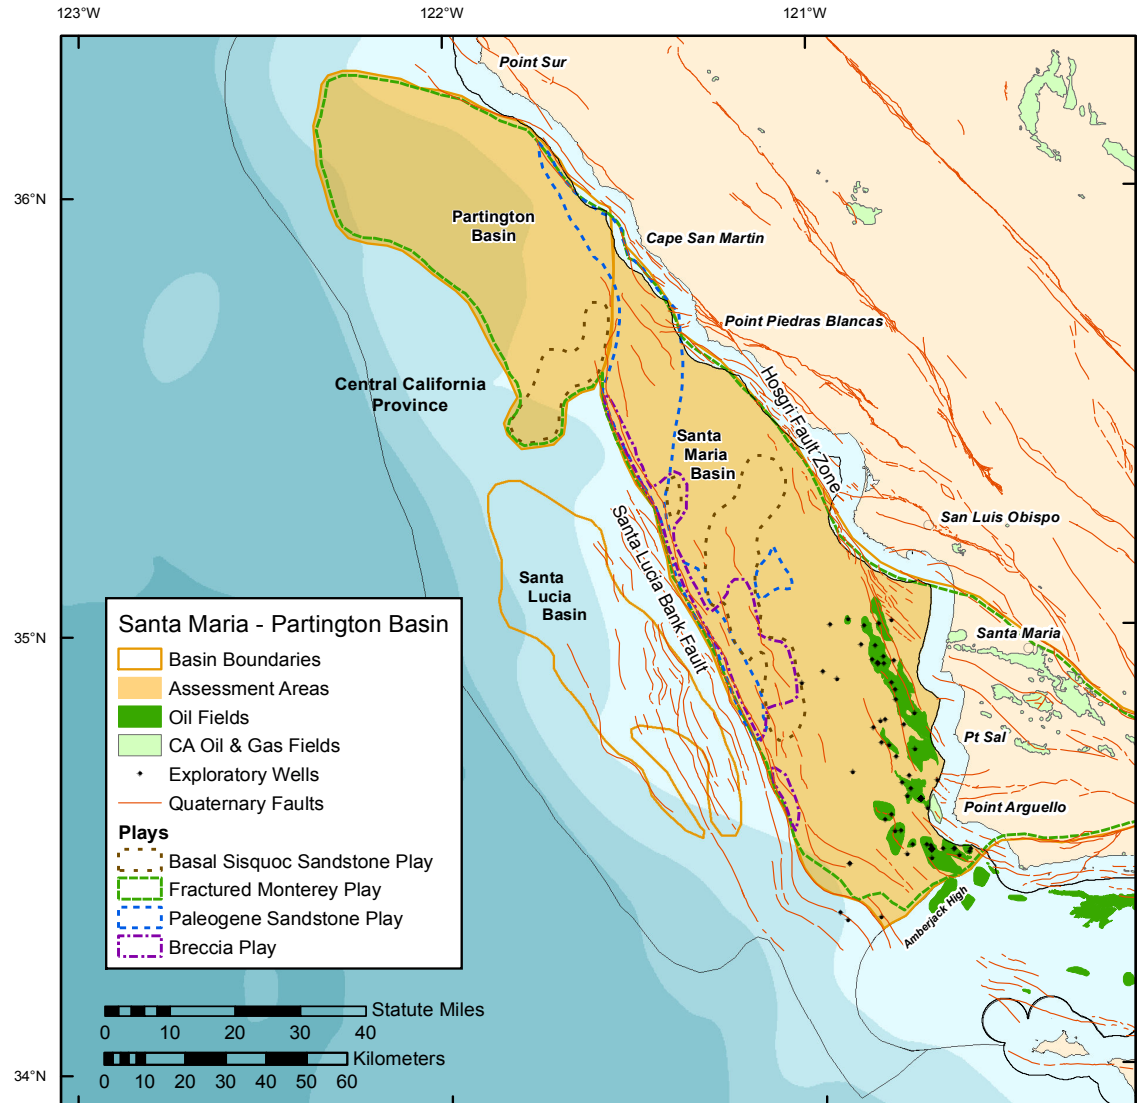 123°W
122°W
121°W
Point Sur
36°N
Partington
Basin
Cape San Martin
Point Piedras Blancas
Central California
Province
Hosgri Fault Zone
Santa
Maria
Basin
San Luis Obispo
Santa Lucia Bank Fault
Santa
Lucia
Basin
35°N
Santa Maria
Pt Sal
Point Arguello
Amberjack High
Santa Maria - Partington Basin
Basin Boundaries
Assessment Areas
Oil Fields
CA Oil & Gas Fields
Exploratory Wells
Quaternary Faults
Plays
Basal Sisquoc Sandstone Play
Fractured Monterey Play
Paleogene Sandstone Play
Breccia Play
Statute Miles
0 10 20 30 40
Kilometers
0 10 20 30 40 50 60
34°N